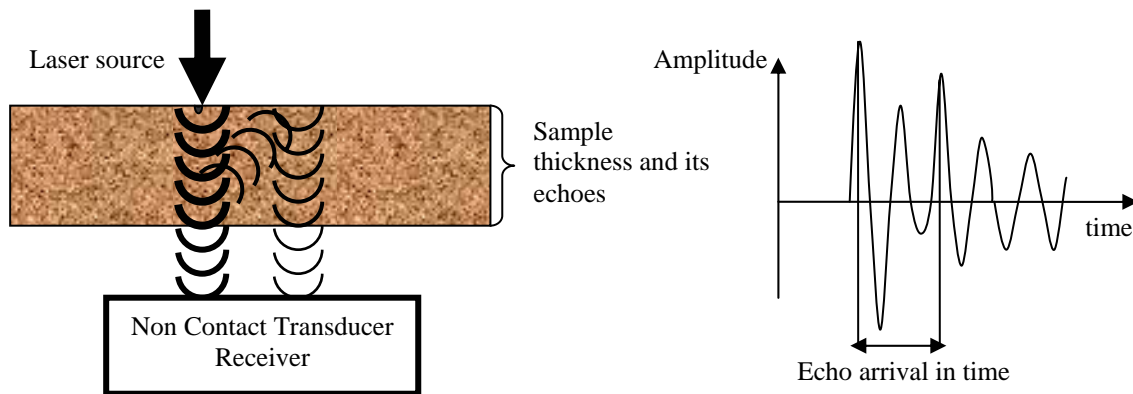 Laser source
Sample
thickness and its
echoes
Non Contact Transducer
Receiver
Amplitude
time
Echo arrival in time